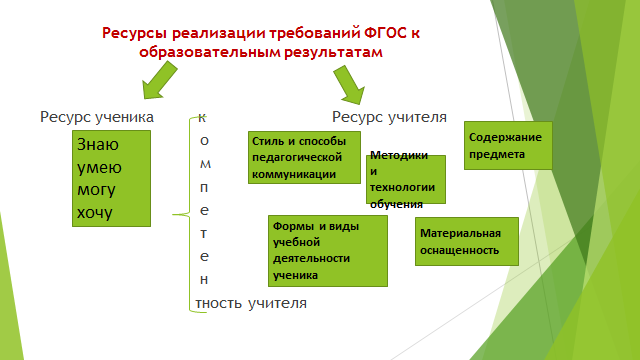 Ресурсы реализации требований ФГОС к
образовательным результатам
Ресурс ученика
Знаю
умею
могу
хочу
к
о
м
п
е
т
е
н
тность учителя
Ресурс учителя
Стиль и способы
педагогической
коммуникации
Методики
и
технологии
обучения
Содержание
предмета
Формы и виды
учебной
деятельности
ученика
Материальная
оснащенность